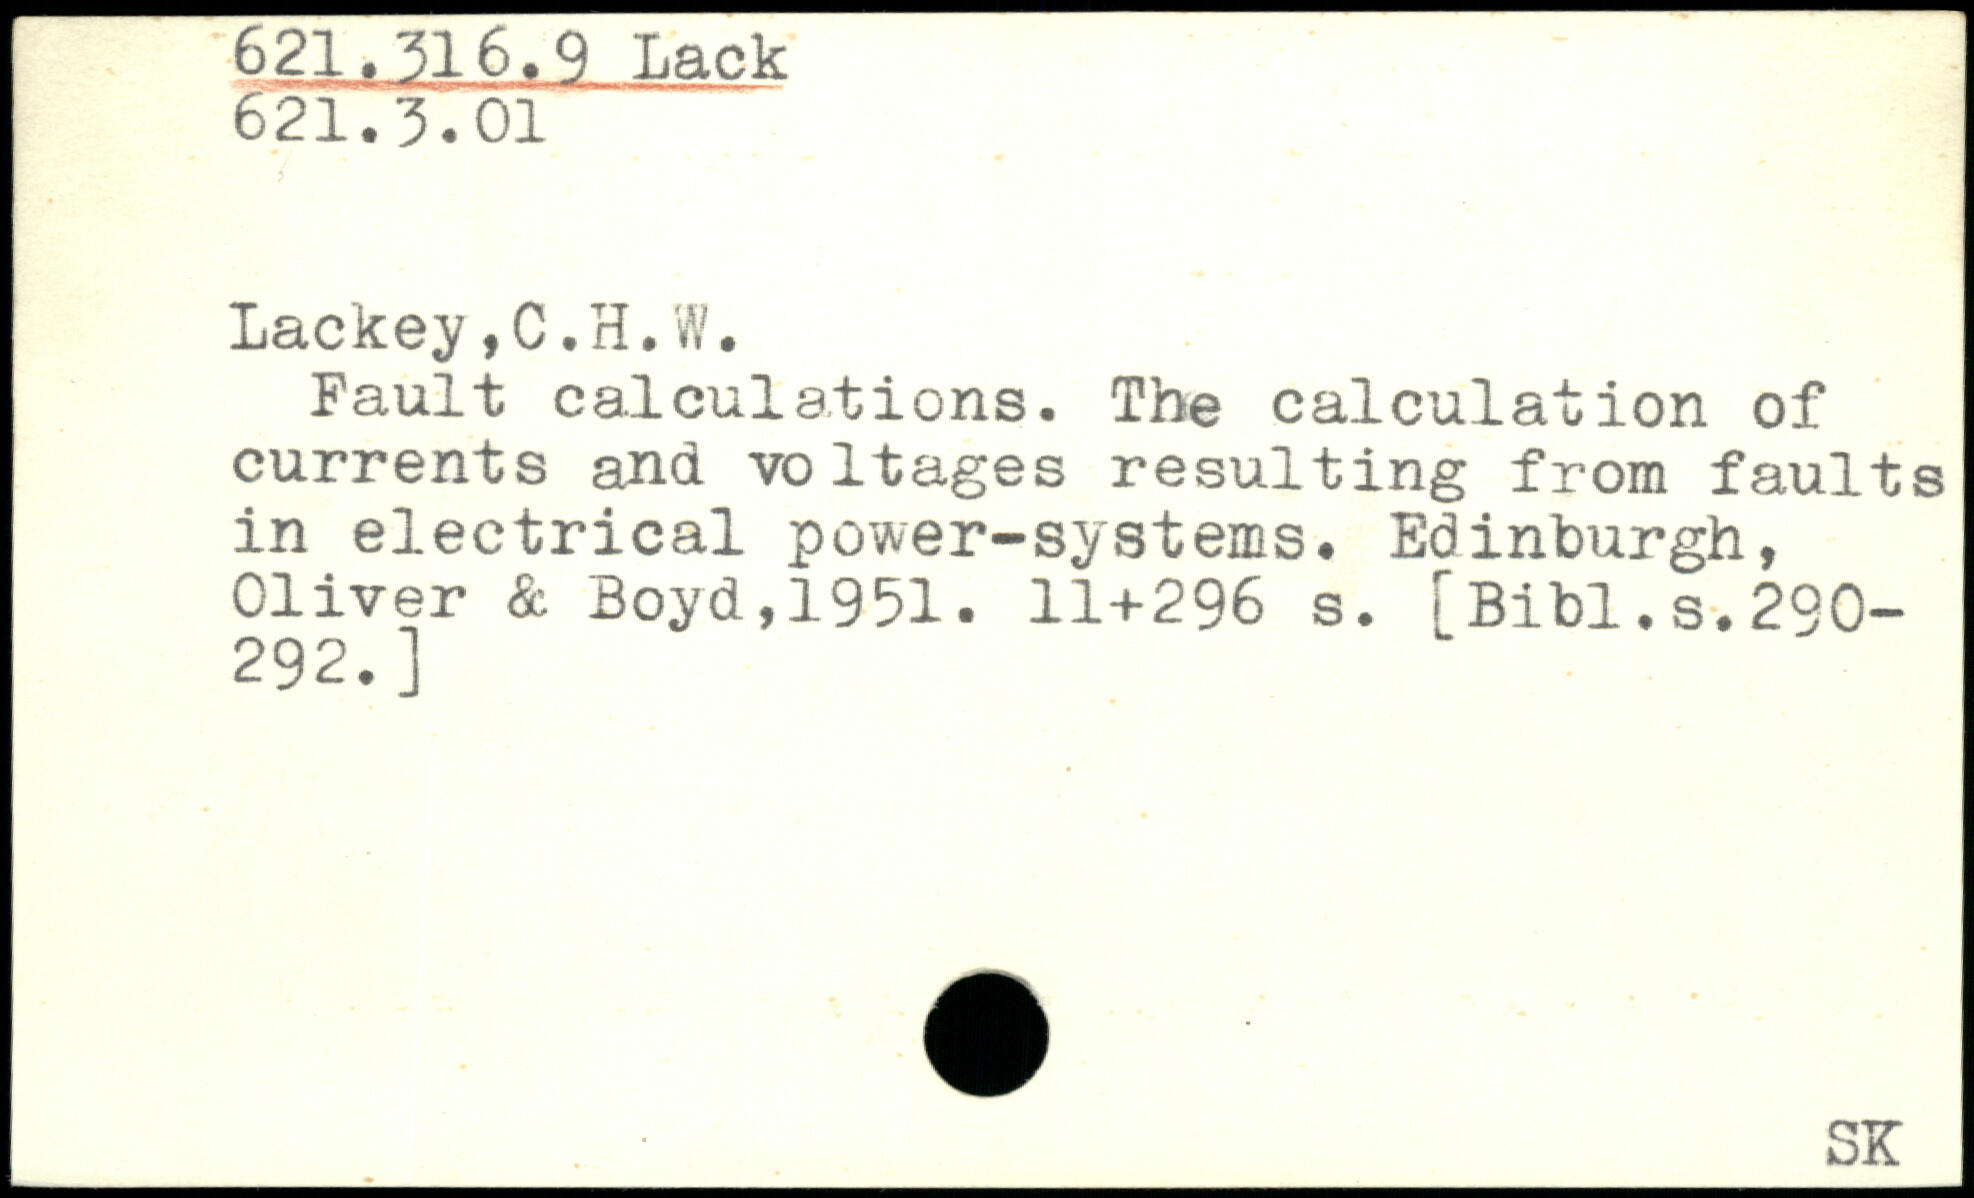 621.316.9 Lack
621.3.01
Lackey,C.H.W.
Fault calculations. The calculation of
currents and voltages resulting from faults
in electrical power-systems. Edinburgh,
Oliver & Boyd,1951. 11+296 s. [Bibl.s.290-
292.]
SK